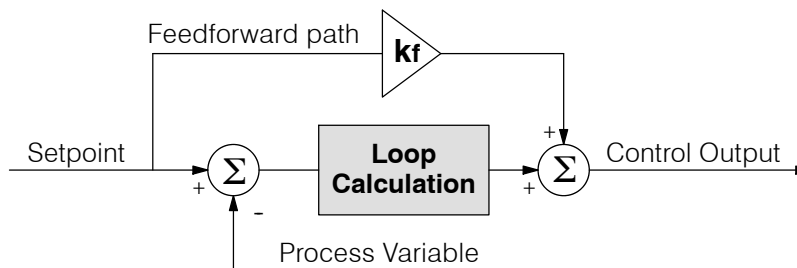 Feedforward path
kf
Setpoint
+
Σ
-
Loop
Calculation
+
+
Σ
Control Output
Process Variable